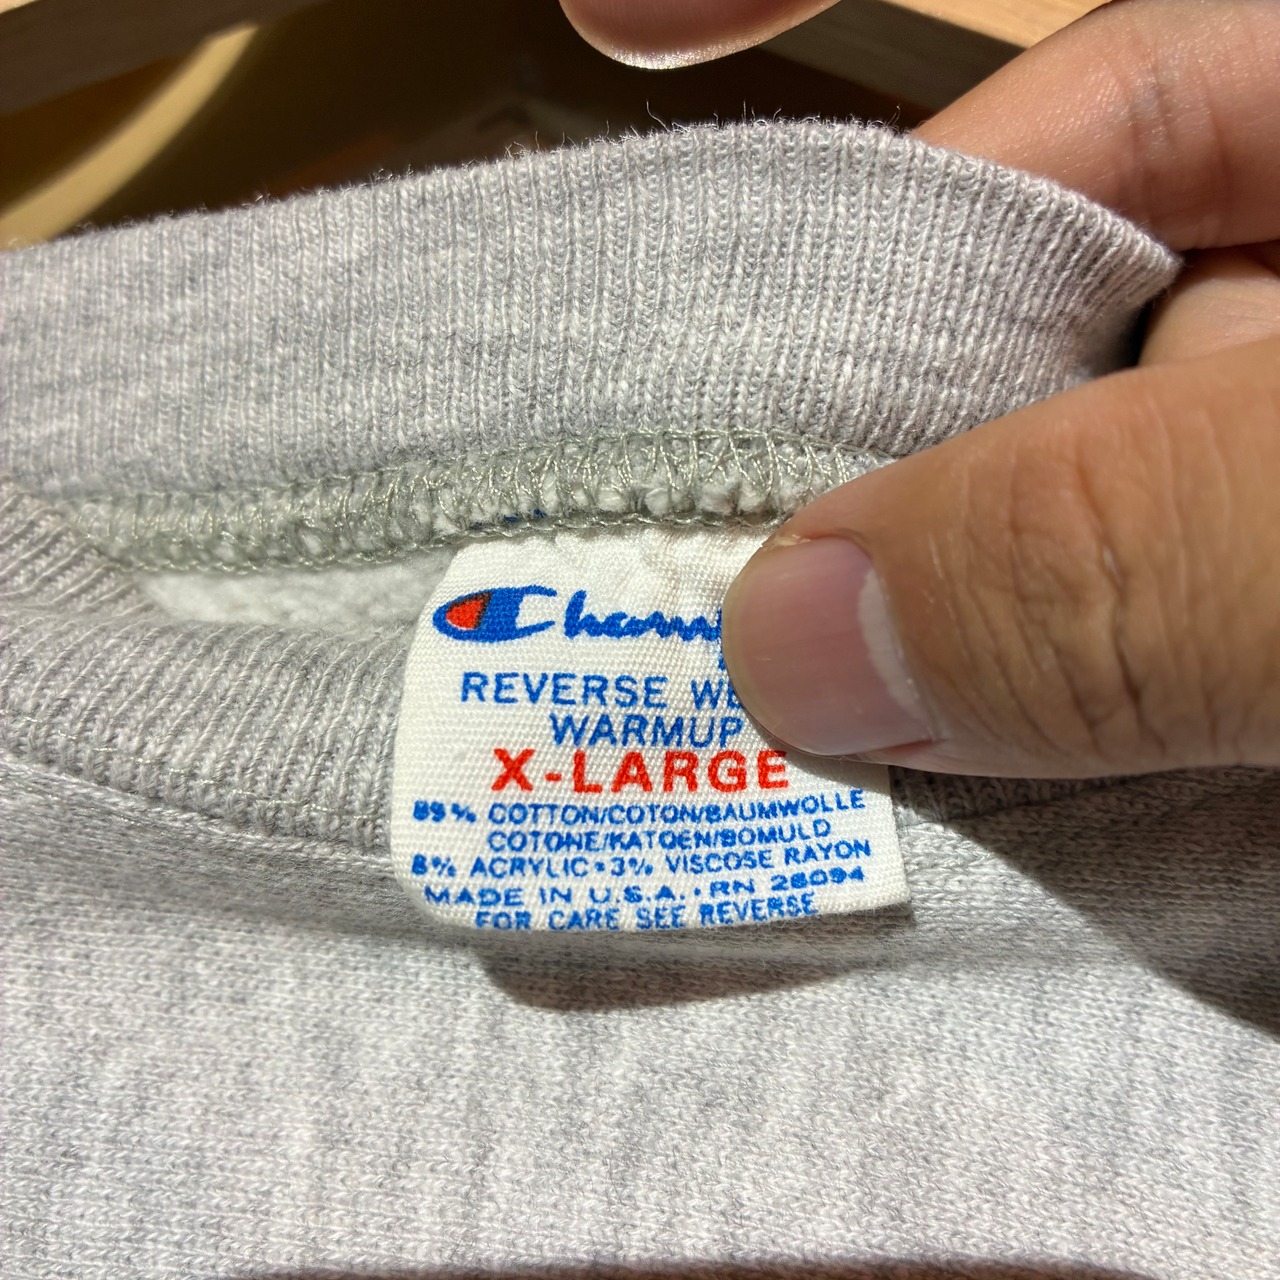 Champ
REVERSE WE
WARMUP
X-LARGE
89% COTTON/COTON/BAUMWOLLE
COTONE/KATOEN/BOMULD
8% ACRYLIC•3% VISCOSE RAYON
MADE IN U.S.A.•RN 26094
FOR CARE SEE REVERSE